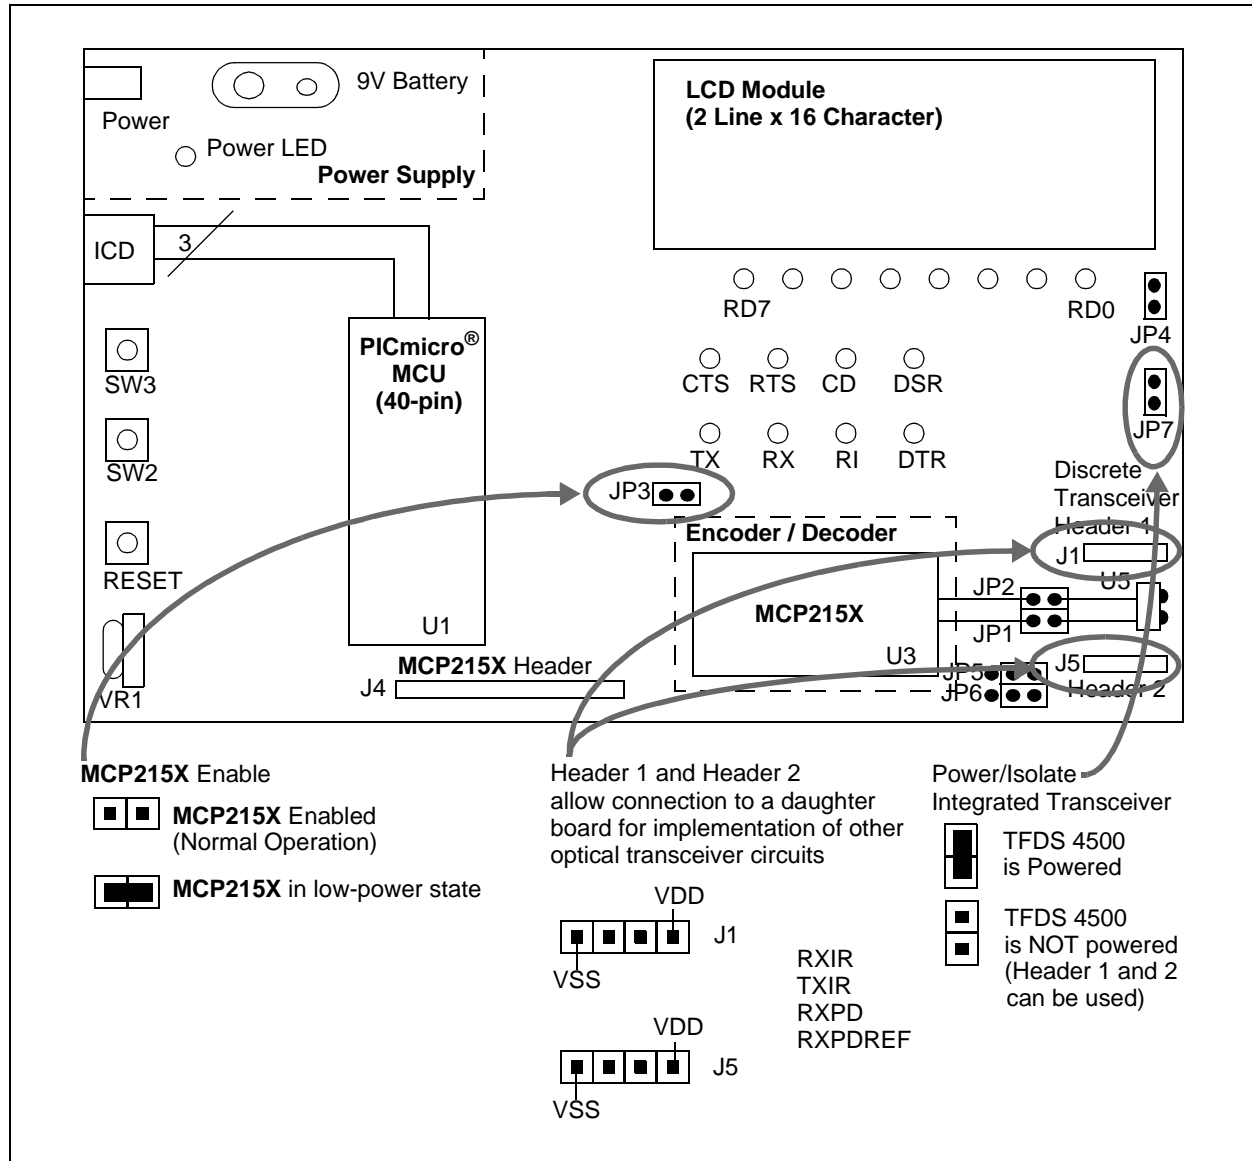 9V Battery
Power
Power LED
Power Supply
LCD Module
(2 Line x 16 Character)
ICD
3
RD7
RD0
JP4
PICmicro®
MCU
(40-pin)
U1
SW3
CTS RTS CD DSR
JP7
SW2
TX RX RI DTR
JP3
Discrete
Transceiver
Header 1
J1
RESET
Encoder / Decoder
MCP215X
U3
JP2
U5
JP1
J5
Header 2
JP5
JP6
VR1
MCP215X Header
J4
MCP215X Enable
MCP215X Enabled
(Normal Operation)
MCP215X in low-power state
Header 1 and Header 2
allow connection to a daughter
board for implementation of other
optical transceiver circuits
VDD
J1
VSS
VDD
J5
VSS
RXIR
TXIR
RXPD
RXPDREF
Power/Isolate
Integrated Transceiver
TFDS 4500
is Powered
TFDS 4500
is NOT powered
(Header 1 and 2
can be used)